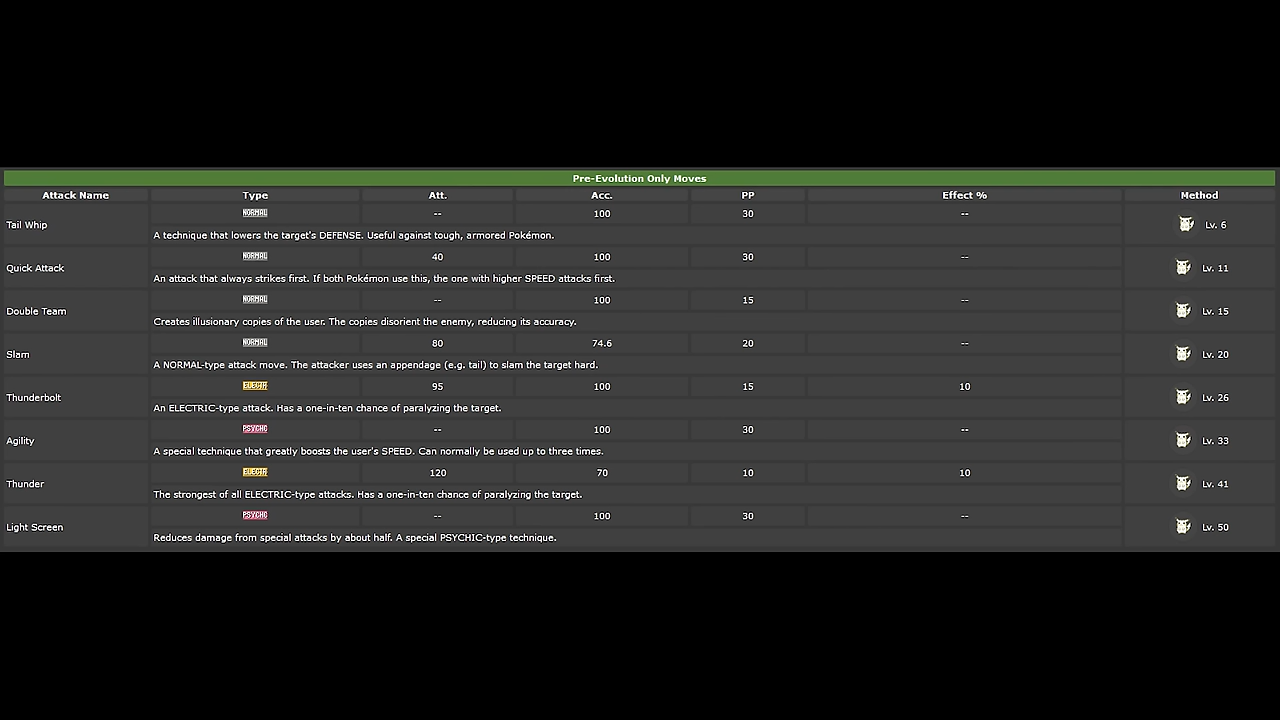 Pre-Evolution Only Moves
Attack Name Type Att. Acc. PP Effect % Method
Tail Whip NORMAL -- 100 30 -- Lv. 6
A technique that lowers the target's DEFENSE. Useful against tough, armored Pokémon.
Quick Attack NORMAL 40 100 30 -- Lv. 11
An attack that always strikes first. If both Pokémon use this, the one with higher SPEED attacks first.
Double Team NORMAL -- 100 15 -- Lv. 15
Creates illusionary copies of the user. The copies disorient the enemy, reducing its accuracy.
Slam NORMAL 80 74.6 20 -- Lv. 20
A NORMAL-type attack move. The attacker uses an appendage (e.g. tail) to slam the target hard.
Thunderbolt ELECTR 95 100 15 10 Lv. 26
An ELECTRIC-type attack. Has a one-in-ten chance of paralyzing the target.
Agility PSYCHC -- 100 30 -- Lv. 33
A special technique that greatly boosts the user's SPEED. Can normally be used up to three times.
Thunder ELECTR 120 70 10 10 Lv. 41
The strongest of all ELECTRIC-type attacks. Has a one-in-ten chance of paralyzing the target.
Light Screen PSYCHC -- 100 30 -- Lv. 50
Reduces damage from special attacks by about half. A special PSYCHIC-type technique.